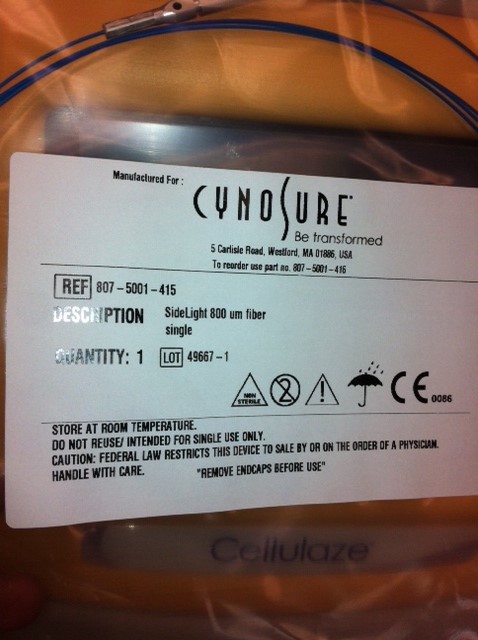 Manufactured For :
CYNOSURE
Be transformed
5 Carlisle Road, Westford, MA 01886, USA
To reorder use part no. 807-5001-416
REF 807-5001-415
DESCRIPTION SideLight 800 um fiber
single
QUANTITY: 1 LOT 49667-1
NON
STERILE
2
!
CE 0086
STORE AT ROOM TEMPERATURE.
DO NOT REUSE/ INTENDED FOR SINGLE USE ONLY.
CAUTION: FEDERAL LAW RESTRICTS THIS DEVICE TO SALE BY OR ON THE ORDER OF A PHYSICIAN.
HANDLE WITH CARE. "REMOVE ENDCAPS BEFORE USE"
Cellulaze